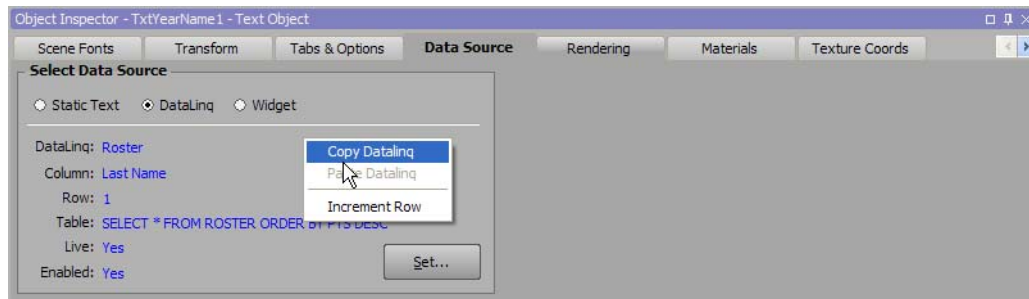 Object Inspector - TxtYearName1 - Text Object
Scene Fonts Transform Tabs & Options Data Source Rendering Materials Texture Coords
Select Data Source
Static Text DataLinq Widget
DataLinq: Roster
Column: Last Name
Row: 1
Table: SELECT * FROM ROSTER ORDER BY PTS DESC
Live: Yes
Enabled: Yes
Copy Datalinq
Datalinq
Increment Row
Set...